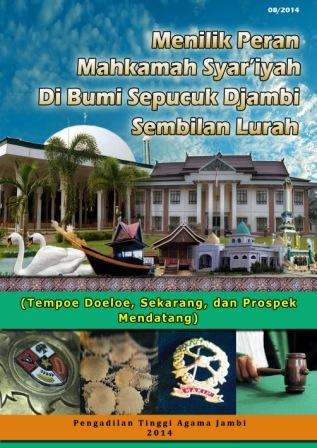 08/2014
Menilik Peran
Mahkamah Syar'iyah
Di Bumi Sepucuk Djambi
Sembilan Lurah
(Tempoe Doeloe, Sekarang, dan Prospek
Mendatang)
HAKIM
Pengadilan Tinggi Agama Jambi
2014